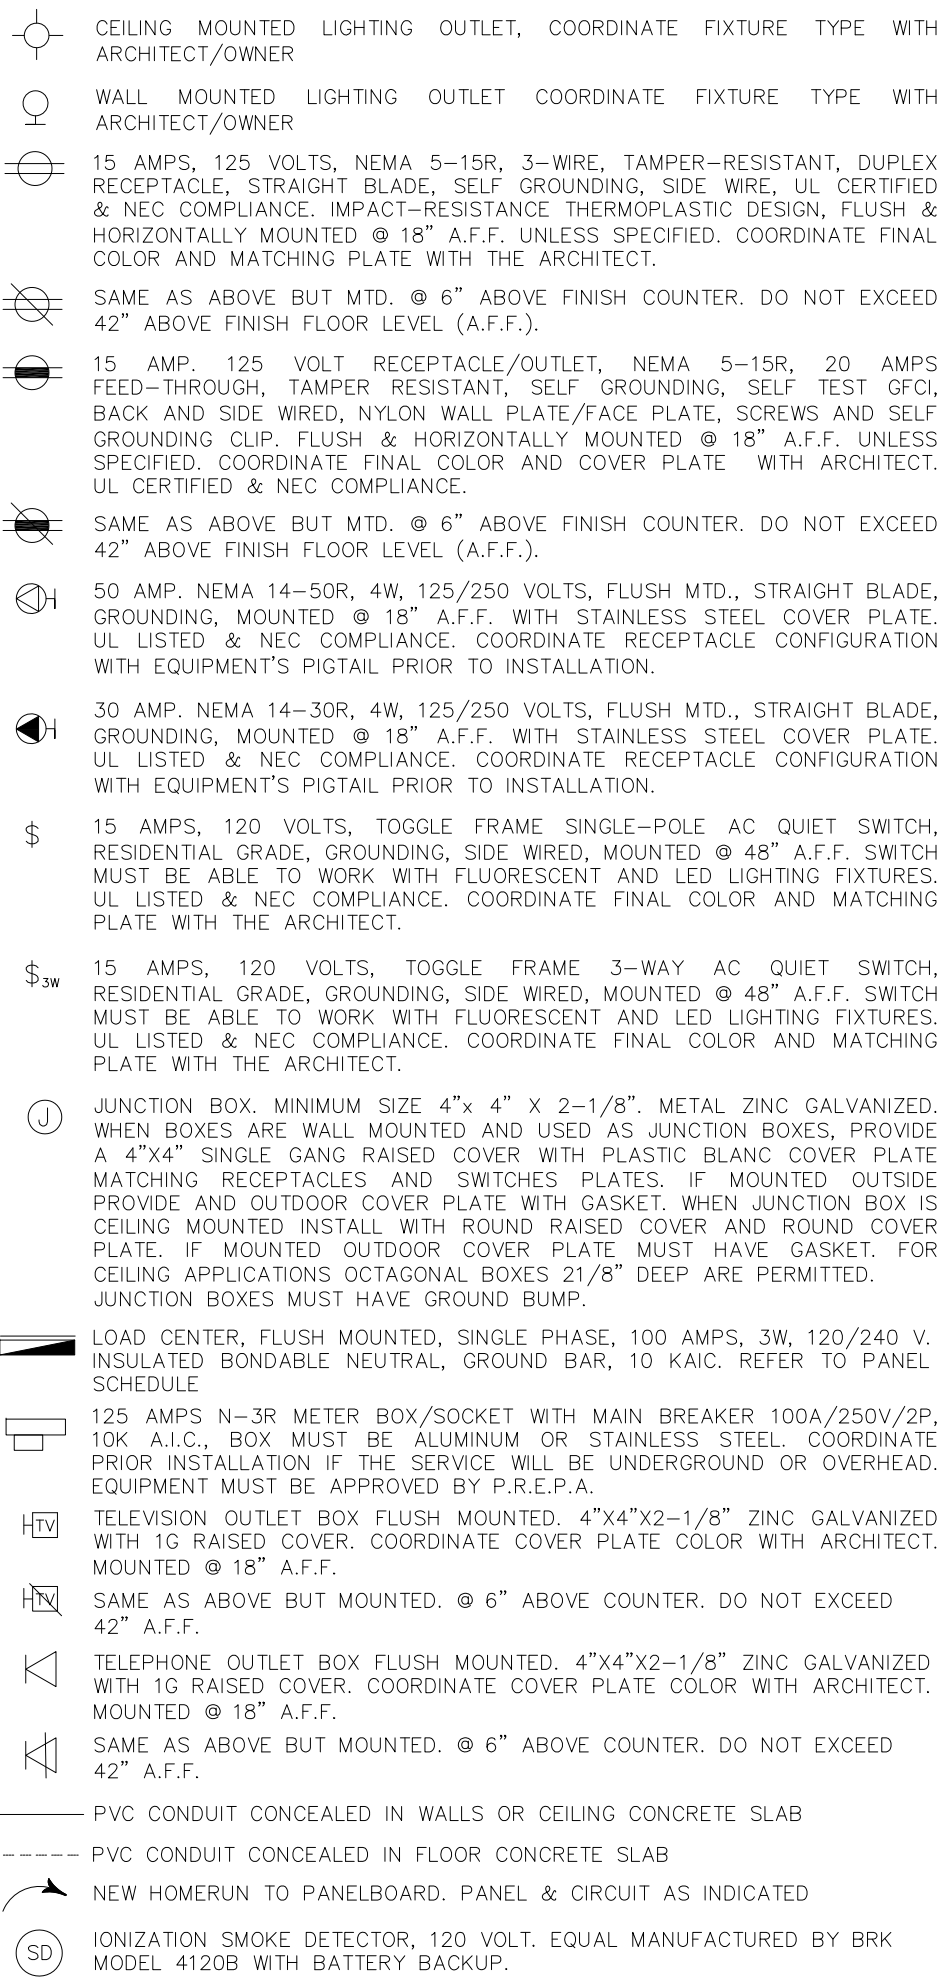 CEILING MOUNTED LIGHTING OUTLET, COORDINATE FIXTURE TYPE WITH
ARCHITECT/OWNER
WALL MOUNTED LIGHTING OUTLET COORDINATE FIXTURE TYPE WITH
ARCHITECT/OWNER
15 AMPS, 125 VOLTS, NEMA 5-15R, 3-WIRE, TAMPER-RESISTANT, DUPLEX
RECEPTACLE, STRAIGHT BLADE, SELF GROUNDING, SIDE WIRE, UL CERTIFIED
& NEC COMPLIANCE. IMPACT-RESISTANCE THERMOPLASTIC DESIGN, FLUSH &
HORIZONTALLY MOUNTED @ 18" A.F.F. UNLESS SPECIFIED. COORDINATE FINAL
COLOR AND MATCHING PLATE WITH THE ARCHITECT.
SAME AS ABOVE BUT MTD. @ 6" ABOVE FINISH COUNTER. DO NOT EXCEED
42" ABOVE FINISH FLOOR LEVEL (A.F.F.).
15 AMP. 125 VOLT RECEPTACLE/OUTLET, NEMA 5-15R, 20 AMPS
FEED-THROUGH, TAMPER RESISTANT, SELF GROUNDING, SELF TEST GFCI,
BACK AND SIDE WIRED, NYLON WALL PLATE/FACE PLATE, SCREWS AND SELF
GROUNDING CLIP. FLUSH & HORIZONTALLY MOUNTED @ 18" A.F.F. UNLESS
SPECIFIED. COORDINATE FINAL COLOR AND COVER PLATE WITH ARCHITECT.
UL CERTIFIED & NEC COMPLIANCE.
SAME AS ABOVE BUT MTD. @ 6" ABOVE FINISH COUNTER. DO NOT EXCEED
42" ABOVE FINISH FLOOR LEVEL (A.F.F.).
50 AMP. NEMA 14-50R, 4W, 125/250 VOLTS, FLUSH MTD., STRAIGHT BLADE,
GROUNDING, MOUNTED @ 18" A.F.F. WITH STAINLESS STEEL COVER PLATE.
UL LISTED & NEC COMPLIANCE. COORDINATE RECEPTACLE CONFIGURATION
WITH EQUIPMENT'S PIGTAIL PRIOR TO INSTALLATION.
30 AMP. NEMA 14-30R, 4W, 125/250 VOLTS, FLUSH MTD., STRAIGHT BLADE,
GROUNDING, MOUNTED @ 18" A.F.F. WITH STAINLESS STEEL COVER PLATE.
UL LISTED & NEC COMPLIANCE. COORDINATE RECEPTACLE CONFIGURATION
WITH EQUIPMENT'S PIGTAIL PRIOR TO INSTALLATION.
$ 15 AMPS, 120 VOLTS, TOGGLE FRAME SINGLE-POLE AC QUIET SWITCH,
RESIDENTIAL GRADE, GROUNDING, SIDE WIRED, MOUNTED @ 48" A.F.F. SWITCH
MUST BE ABLE TO WORK WITH FLUORESCENT AND LED LIGHTING FIXTURES.
UL LISTED & NEC COMPLIANCE. COORDINATE FINAL COLOR AND MATCHING
PLATE WITH THE ARCHITECT.
$3W 15 AMPS, 120 VOLTS, TOGGLE FRAME 3-WAY AC QUIET SWITCH,
RESIDENTIAL GRADE, GROUNDING, SIDE WIRED, MOUNTED @ 48" A.F.F. SWITCH
MUST BE ABLE TO WORK WITH FLUORESCENT AND LED LIGHTING FIXTURES.
UL LISTED & NEC COMPLIANCE. COORDINATE FINAL COLOR AND MATCHING
PLATE WITH THE ARCHITECT.
J JUNCTION BOX. MINIMUM SIZE 4"x 4" X 2-1/8". METAL ZINC GALVANIZED.
WHEN BOXES ARE WALL MOUNTED AND USED AS JUNCTION BOXES, PROVIDE
A 4"X4" SINGLE GANG RAISED COVER WITH PLASTIC BLANC COVER PLATE
MATCHING RECEPTACLES AND SWITCHES PLATES. IF MOUNTED OUTSIDE
PROVIDE AND OUTDOOR COVER PLATE WITH GASKET. WHEN JUNCTION BOX IS
CEILING MOUNTED INSTALL WITH ROUND RAISED COVER AND ROUND COVER
PLATE. IF MOUNTED OUTDOOR COVER PLATE MUST HAVE GASKET. FOR
CEILING APPLICATIONS OCTAGONAL BOXES 21/8" DEEP ARE PERMITTED.
JUNCTION BOXES MUST HAVE GROUND BUMP.
LOAD CENTER, FLUSH MOUNTED, SINGLE PHASE, 100 AMPS, 3W, 120/240 V.
INSULATED BONDABLE NEUTRAL, GROUND BAR, 10 KAIC. REFER TO PANEL
SCHEDULE
125 AMPS N-3R METER BOX/SOCKET WITH MAIN BREAKER 100A/250V/2P,
10K A.I.C., BOX MUST BE ALUMINUM OR STAINLESS STEEL. COORDINATE
PRIOR INSTALLATION IF THE SERVICE WILL BE UNDERGROUND OR OVERHEAD.
EQUIPMENT MUST BE APPROVED BY P.R.E.P.A.
TV TELEVISION OUTLET BOX FLUSH MOUNTED. 4"X4"X2-1/8" ZINC GALVANIZED
WITH 1G RAISED COVER. COORDINATE COVER PLATE COLOR WITH ARCHITECT.
MOUNTED @ 18" A.F.F.
TV SAME AS ABOVE BUT MOUNTED. @ 6" ABOVE COUNTER. DO NOT EXCEED
42" A.F.F.
TELEPHONE OUTLET BOX FLUSH MOUNTED. 4"X4"X2-1/8" ZINC GALVANIZED
WITH 1G RAISED COVER. COORDINATE COVER PLATE COLOR WITH ARCHITECT.
MOUNTED @ 18" A.F.F.
SAME AS ABOVE BUT MOUNTED. @ 6" ABOVE COUNTER. DO NOT EXCEED
42" A.F.F.
PVC CONDUIT CONCEALED IN WALLS OR CEILING CONCRETE SLAB
PVC CONDUIT CONCEALED IN FLOOR CONCRETE SLAB
NEW HOMERUN TO PANELBOARD. PANEL & CIRCUIT AS INDICATED
SD IONIZATION SMOKE DETECTOR, 120 VOLT. EQUAL MANUFACTURED BY BRK
MODEL 4120B WITH BATTERY BACKUP.